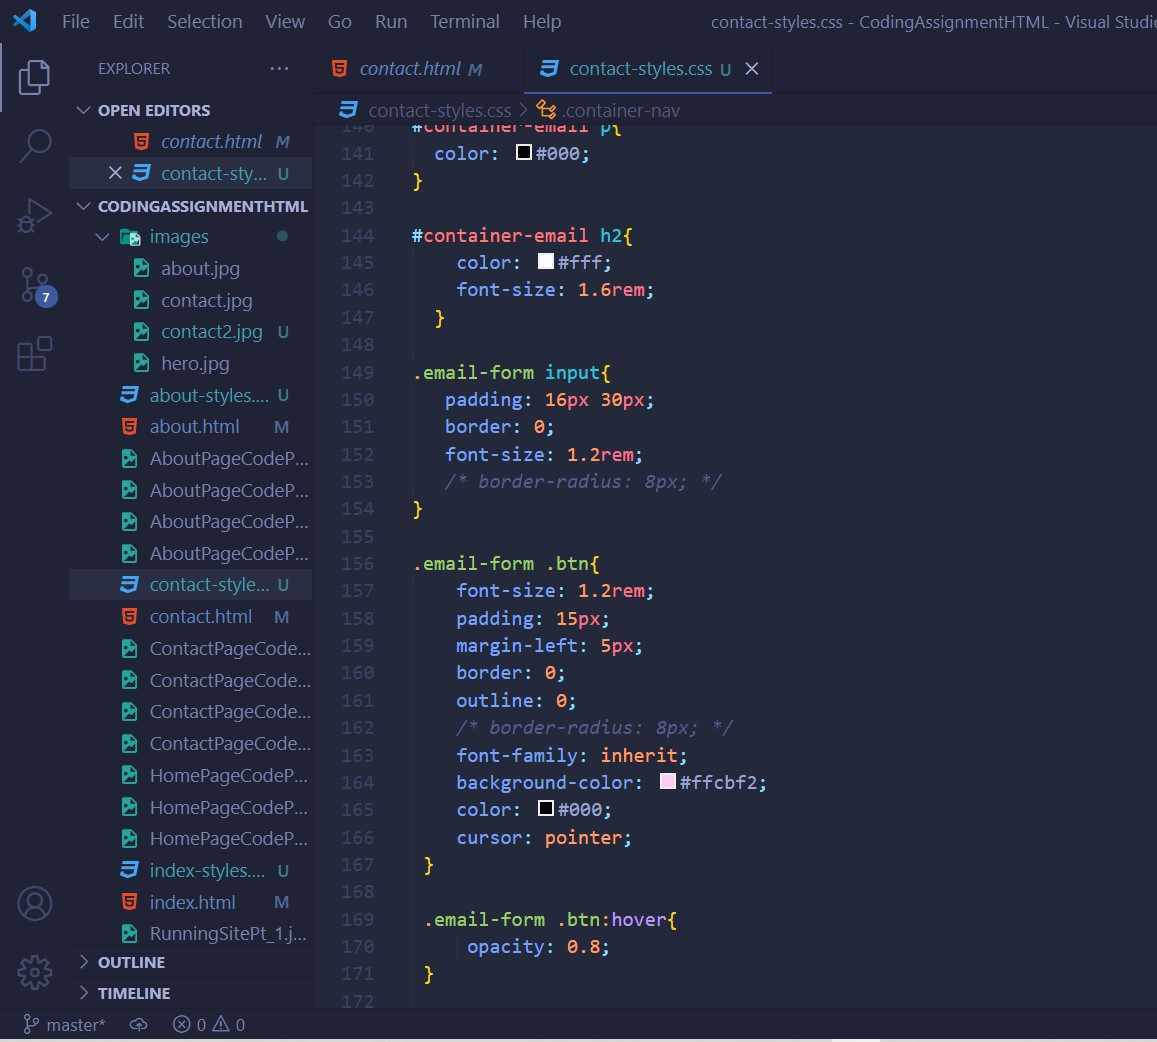 File Edit Selection View Go Run Terminal Help contact-styles.css - CodingAssignmentHTML - Visual Studio
EXPLORER ···
OPEN EDITORS
contact.html M
contact-sty... U
CODINGASSIGNMENTHTML
images
about.jpg
contact.jpg
contact2.jpg U
hero.jpg
about-styles.... U
about.html M
AboutPageCodeP...
AboutPageCodeP...
AboutPageCodeP...
AboutPageCodeP...
contact-style... U
contact.html M
ContactPageCode...
ContactPageCode...
ContactPageCode...
ContactPageCode...
HomePageCodeP...
HomePageCodeP...
HomePageCodeP...
index-styles.... U
index.html M
RunningSitePt_1.j...
OUTLINE
TIMELINE
7
contact.html M contact-styles.css U
contact-styles.css > .container-nav
140 #container-email p{
141 color: #000;
142 }
143
144 #container-email h2{
145 color: #fff;
146 font-size: 1.6rem;
147 }
148
149 .email-form input{
150 padding: 16px 30px;
151 border: 0;
152 font-size: 1.2rem;
153 /* border-radius: 8px; */
154 }
155
156 .email-form .btn{
157 font-size: 1.2rem;
158 padding: 15px;
159 margin-left: 5px;
160 border: 0;
161 outline: 0;
162 /* border-radius: 8px; */
163 font-family: inherit;
164 background-color: #ffcbf2;
165 color: #000;
166 cursor: pointer;
167 }
168
169 .email-form .btn:hover{
170 opacity: 0.8;
171 }
172
master* 0 0